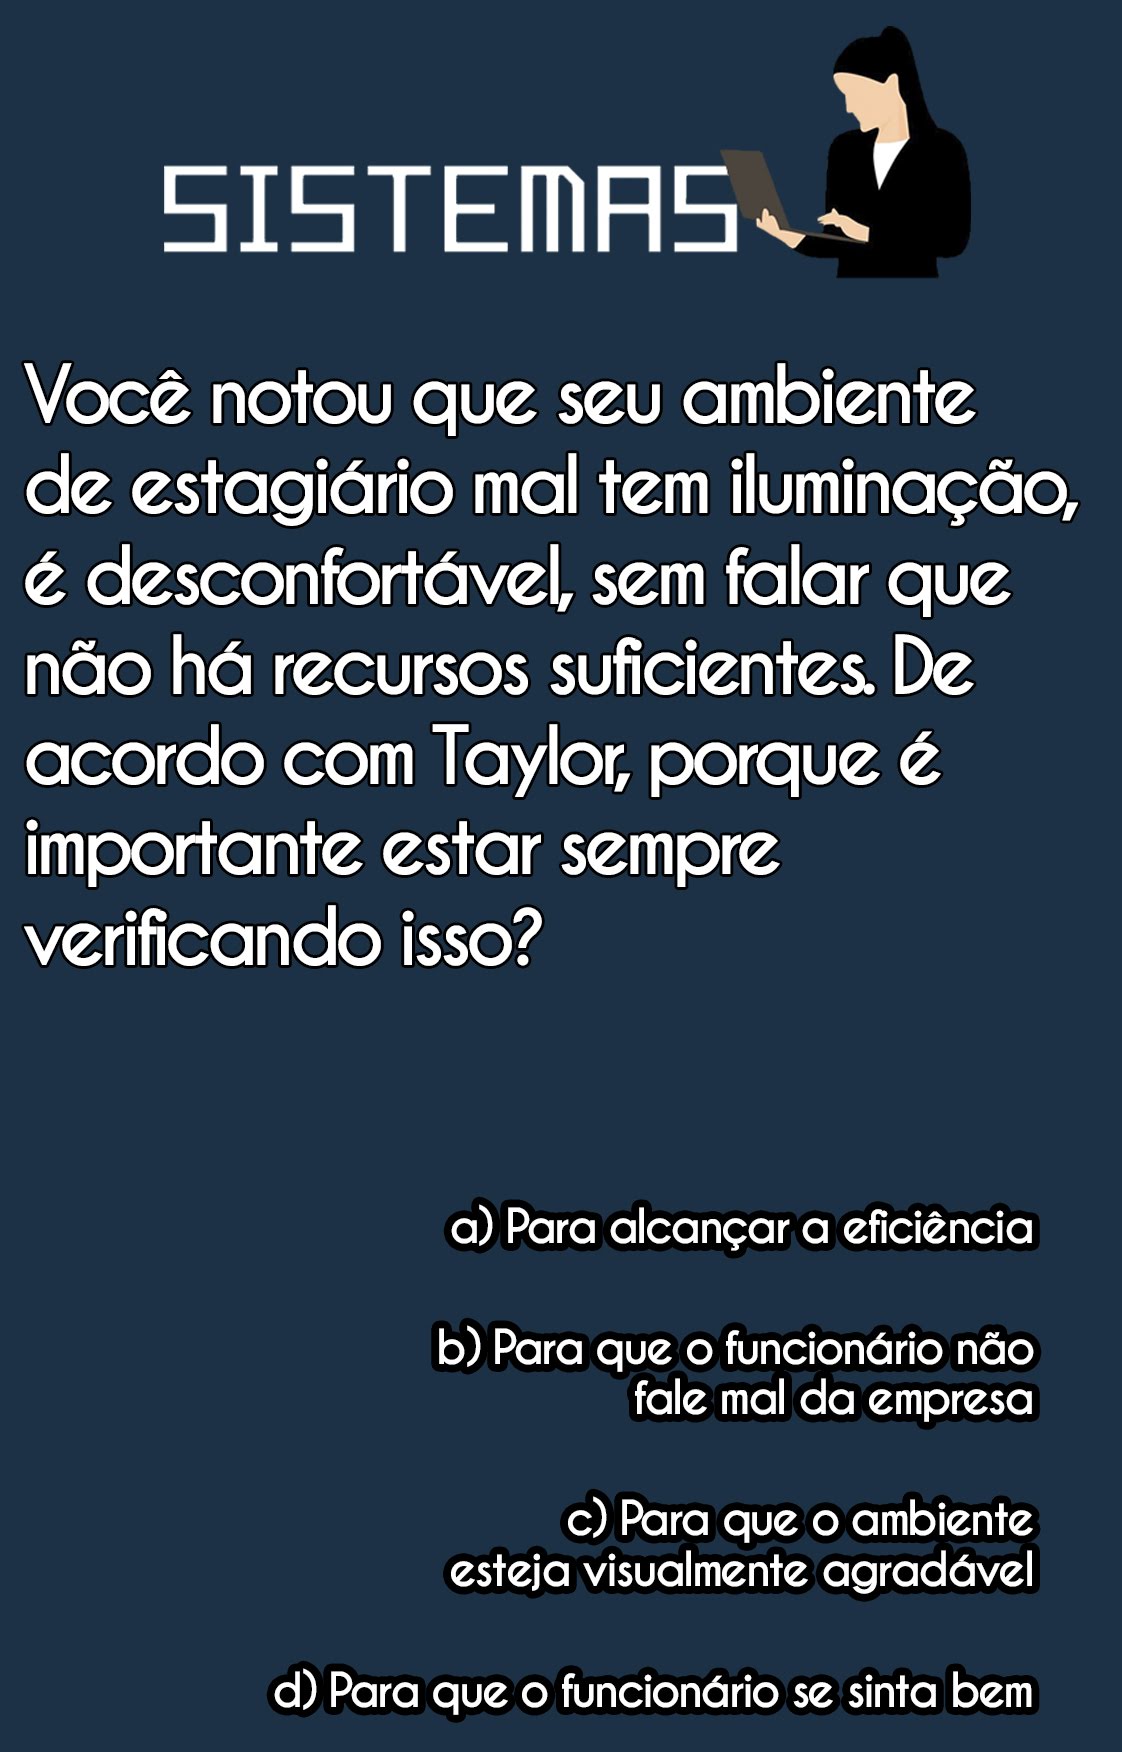 SISTEMAS
Você notou que seu ambiente
de estagiário mal tem iluminação,
é desconfortável, sem falar que
não há recursos suficientes. De
acordo com Taylor, porque é
importante estar sempre
verificando isso?
a) Para alcançar a eficiência
b) Para que o funcionário não
fale mal da empresa
c) Para que o ambiente
esteja visualmente agradável
d) Para que o funcionário se sinta bem